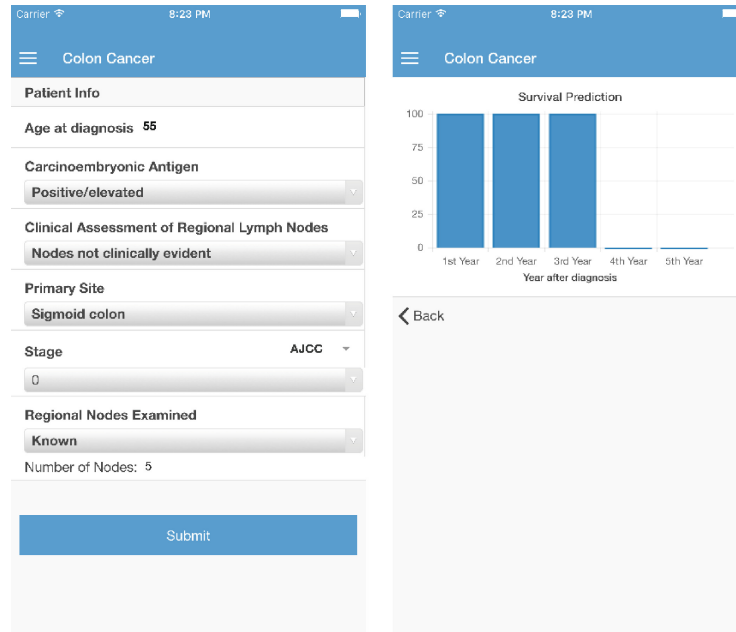 Carrier 8:23 PM
Colon Cancer
Patient Info
Age at diagnosis 55
Carcinoembryonic Antigen
Positive/elevated
Clinical Assessment of Regional Lymph Nodes
Nodes not clinically evident
Primary Site
Sigmoid colon
Stage AJCC
0
Regional Nodes Examined
Known
Number of Nodes: 5
Submit
Carrier 8:23 PM
Colon Cancer
Survival Prediction
100
75
50
25
0
1st Year 2nd Year 3rd Year 4th Year 5th Year
Year after diagnosis
Back